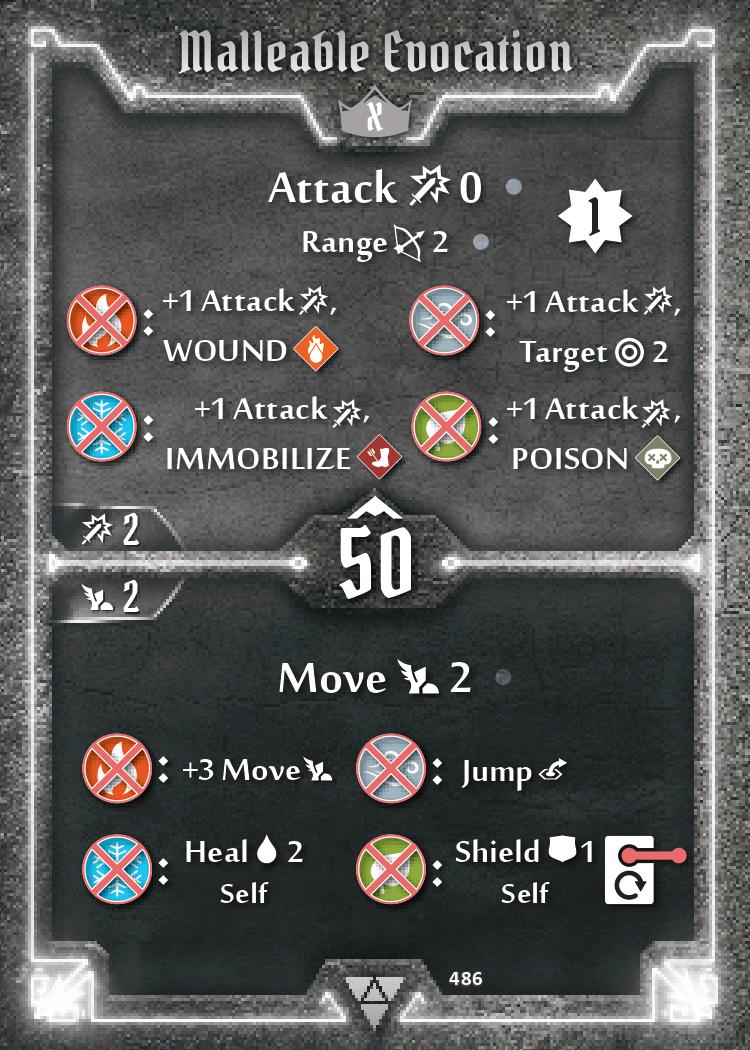 Malleable Evocation
X
Attack 0
1
Range 2
+1 Attack,
WOUND
+1 Attack,
Target 2
+1 Attack,
IMMOBILIZE
+1 Attack,
POISON
2
50
2
Move 2
+3 Move
Jump
Heal 2
Self
Shield 1
Self
486